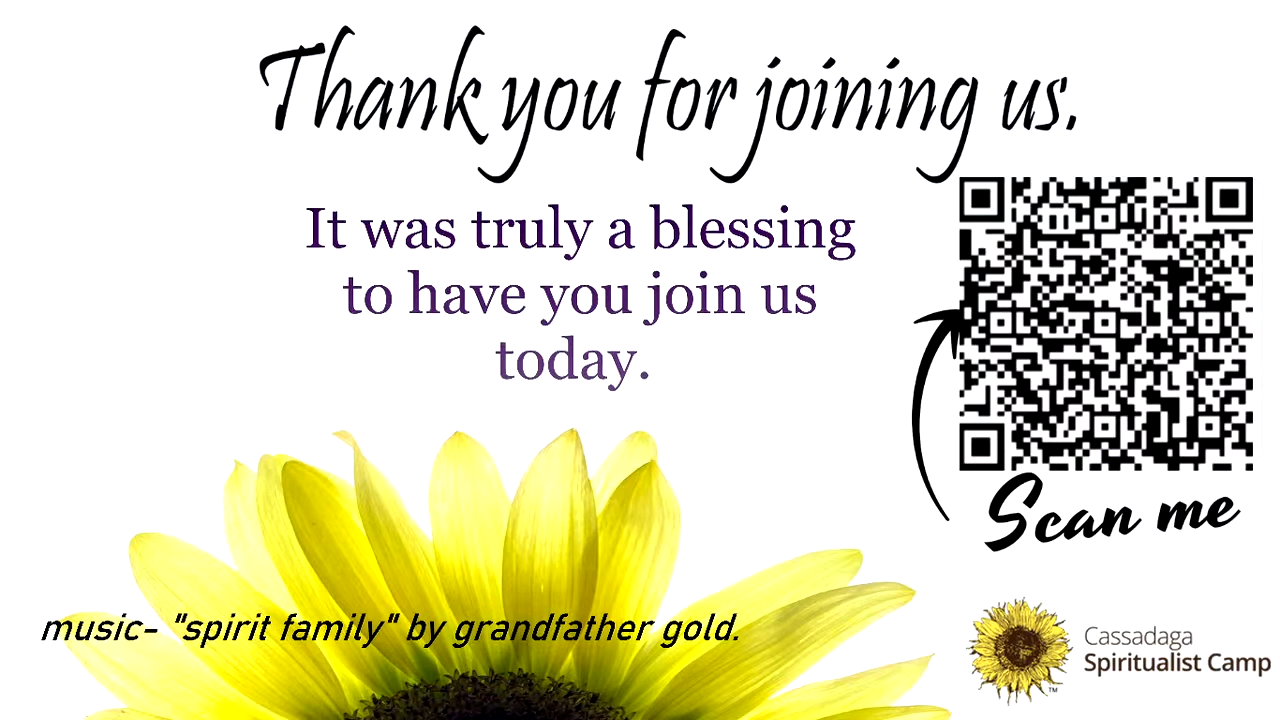 Thank you for joining us.
It was truly a blessing
to have you join us
today.
Scan me
music- "spirit family" by grandfather gold.
Cassadaga
Spiritualist Camp
TM